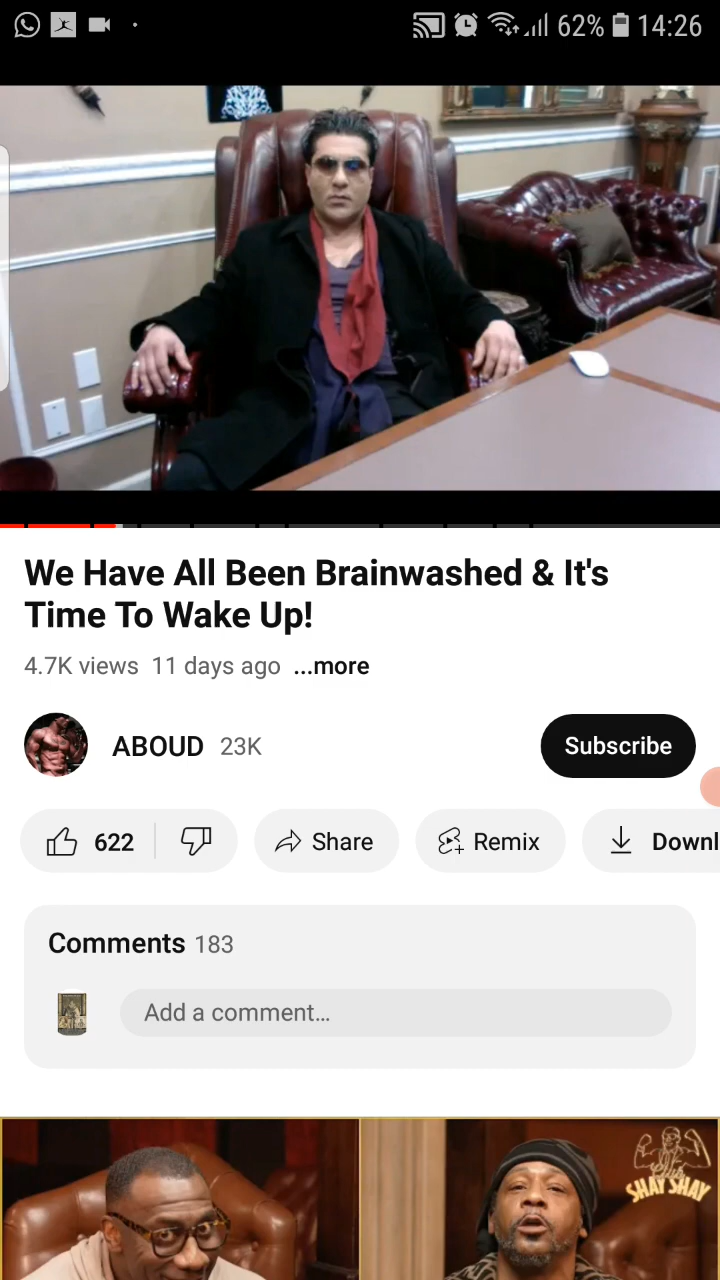 62% 14:26
We Have All Been Brainwashed & It's
Time To Wake Up!
4.7K views 11 days ago ...more
ABOUD 23K
Subscribe
622
Share
Remix
Downl
Comments 183
Add a comment...
Club
SHAY SHAY